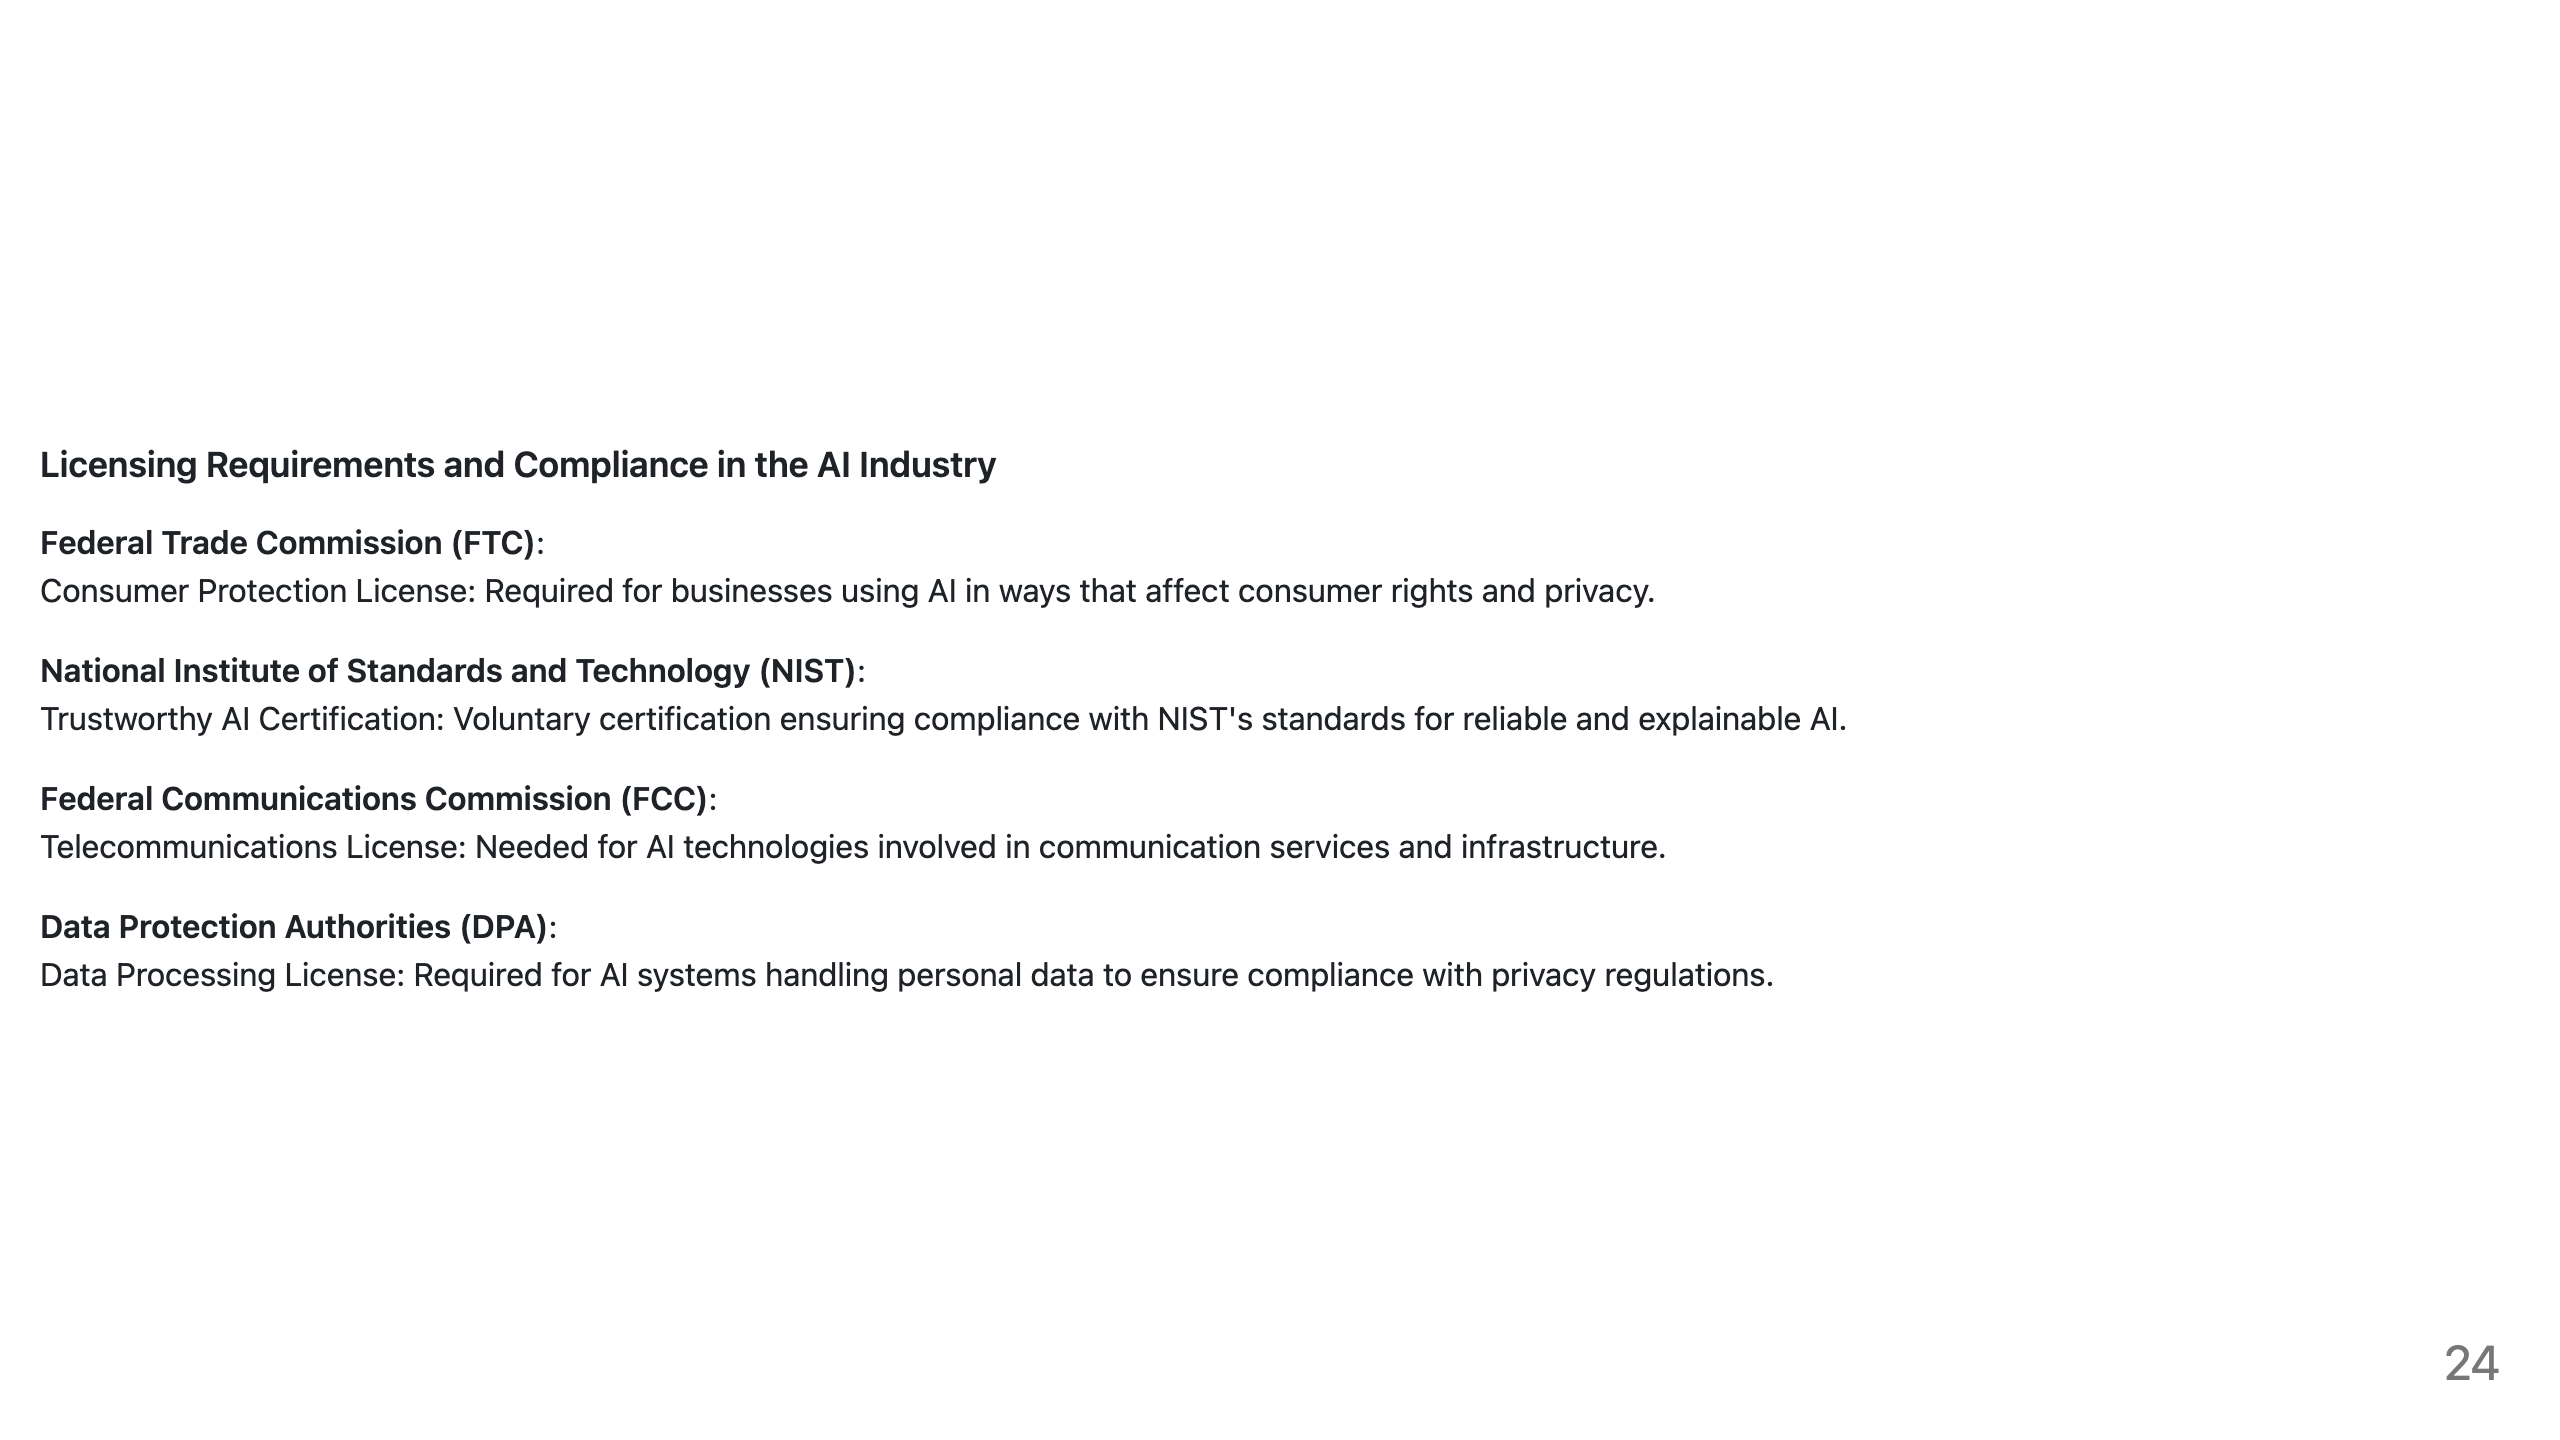 Licensing Requirements and Compliance in the AI Industry
Federal Trade Commission (FTC):
Consumer Protection License: Required for businesses using AI in ways that affect consumer rights and privacy.
National Institute of Standards and Technology (NIST):
Trustworthy AI Certification: Voluntary certification ensuring compliance with NIST's standards for reliable and explainable AI.
Federal Communications Commission (FCC):
Telecommunications License: Needed for AI technologies involved in communication services and infrastructure.
Data Protection Authorities (DPA):
Data Processing License: Required for AI systems handling personal data to ensure compliance with privacy regulations.
24